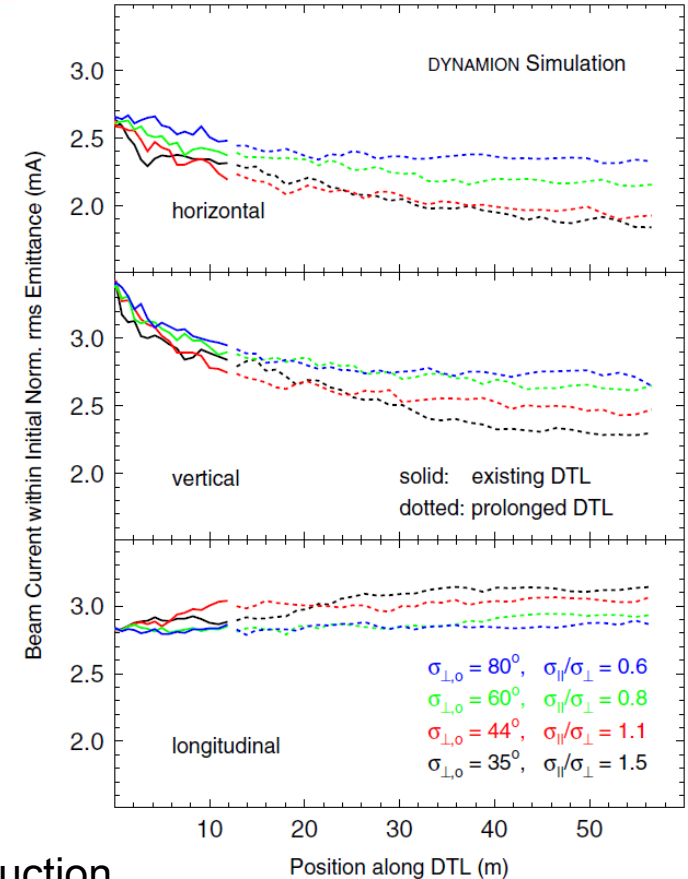 Beam Current within Initial Norm. rms Emittance (mA)
DYNAMION Simulation
3.0
2.5
2.0
horizontal
3.0
2.5
2.0
vertical
solid: existing DTL
dotted: prolonged DTL
3.0
2.5
2.0
longitudinal
σ⊥,o = 80°, σ||/σ⊥ = 0.6
σ⊥,o = 60°, σ||/σ⊥ = 0.8
σ⊥,o = 44°, σ||/σ⊥ = 1.1
σ⊥,o = 35°, σ||/σ⊥ = 1.5
10 20 30 40 50
Position along DTL (m)
uction